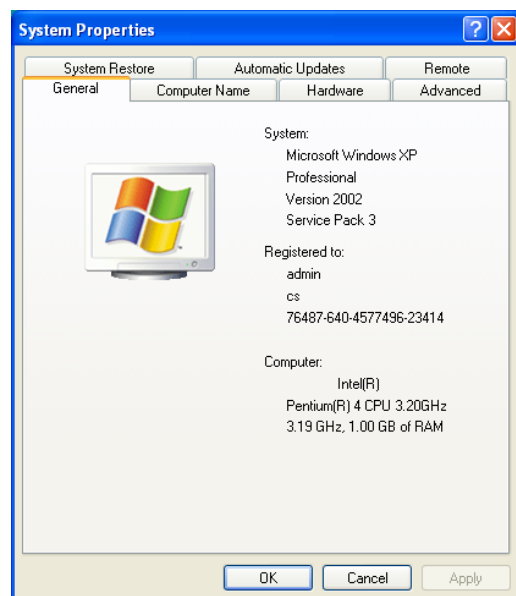 System Properties
System Restore
Automatic Updates
Remote
General
Computer Name
Hardware
Advanced
System:
Microsoft Windows XP
Professional
Version 2002
Service Pack 3
Registered to:
admin
cs
76487-640-4577496-23414
Computer:
Intel(R)
Pentium(R) 4 CPU 3.20GHz
3.19 GHz, 1.00 GB of RAM
OK
Cancel
Apply